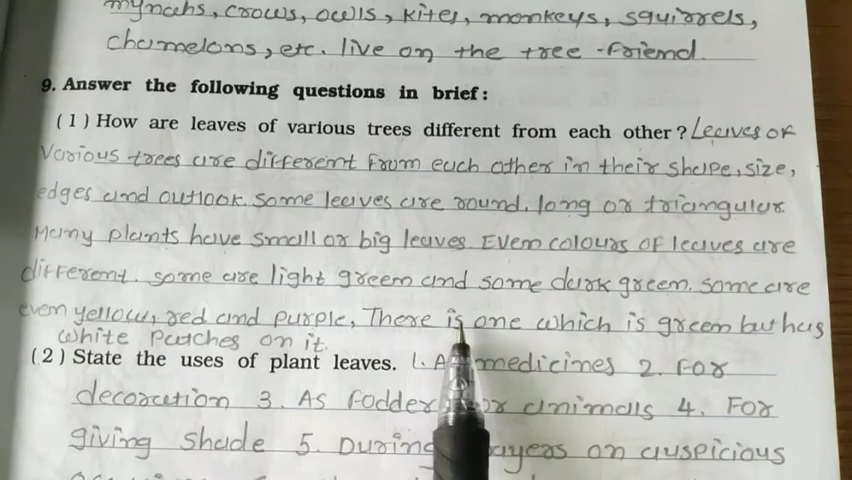 mynahs, crows, owls, kites, monkeys, squirrels,
chamelons, etc. live on the tree-friend.
9. Answer the following questions in brief:
(1) How are leaves of various trees different from each other? Leaves of
Various trees are different from each other in their shape, size,
edges and outlook. some leaves are round, long or triangular
Many plants have small or big leaves Even colours of leaves are
different. some are light green and some dark green. some are
even yellow, red and purple, There is one which is green but has
white patches on it.
(2) State the uses of plant leaves. 1. As medicines 2. For
decoration 3. As fodder for animals 4. For
giving shade 5. During prayers on auspicious